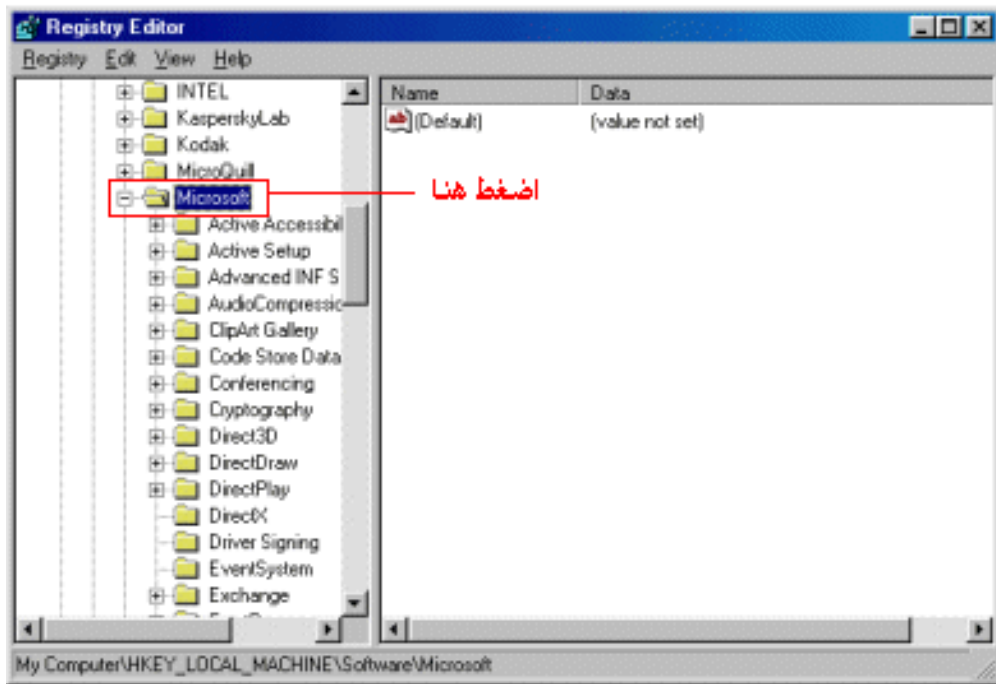 Registry Editor
Registry Edit View Help
INTEL
KasperskyLab
Kodak
MicroQuill
Microsoft
Active Accessibil
Active Setup
Advanced INF S
AudioCompressic
ClipArt Gallery
Code Store Data
Conferencing
Cryptography
Direct3D
DirectDraw
DirectPlay
DirectX
Driver Signing
EventSystem
Exchange
Name Data
ab (Default) (value not set)
اضغط هنا
My Computer\HKEY_LOCAL_MACHINE\Software\Microsoft